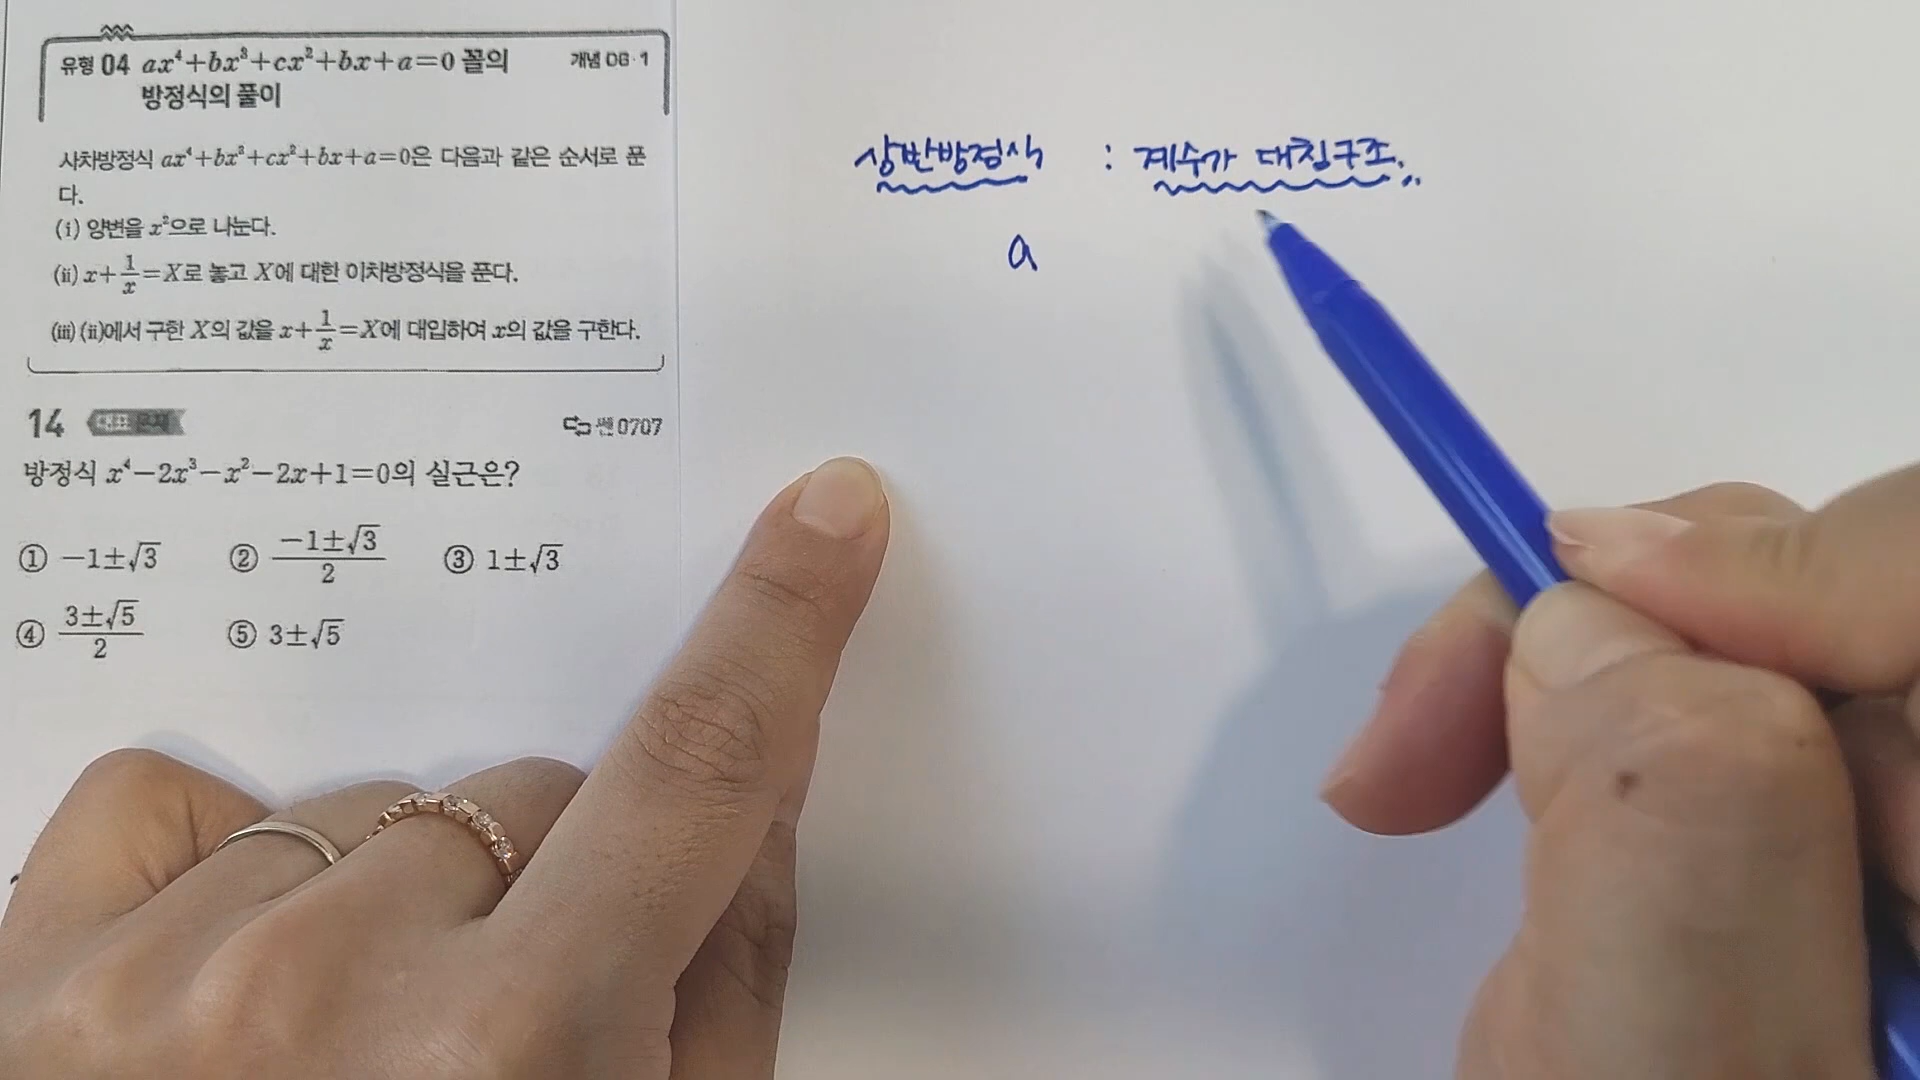 유형 04 ax⁴+bx³+cx²+bx+a=0 꼴의
방정식의 풀이
개념 06·1
사차방정식 ax⁴+bx³+cx²+bx+a=0은 다음과 같은 순서로 푼
다.
(ⅰ) 양변을 x²으로 나눈다.
(ⅱ) x+1/x=X로 놓고 X에 대한 이차방정식을 푼다.
(ⅲ) (ⅱ)에서 구한 X의 값을 x+1/x=X에 대입하여 x의 값을 구한다.
14 대표 문제 쎈 0707
방정식 x⁴−2x³−x²−2x+1=0의 실근은?
① −1±√3 ② (−1±√3)/2 ③ 1±√3
④ (3±√5)/2 ⑤ 3±√5
상반방정식 : 계수가 대칭구조.
a